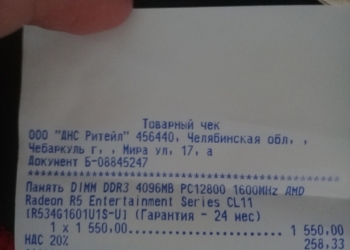 Товарный чек
ООО "ДНС Ритейл" 456440, Челябинская обл, ,
Чебаркуль г, , Мира ул, 17, а
Документ Б-08845247
************************************************
Память DIMM DDR3 4096MB PC12800 1600MHz AMD
Radeon R5 Entertainment Series CL11
[R534G1601U1S-U] (Гарантия - 24 мес)
1 x 1 550,00... 1 550,00
НДС 20% 258,33